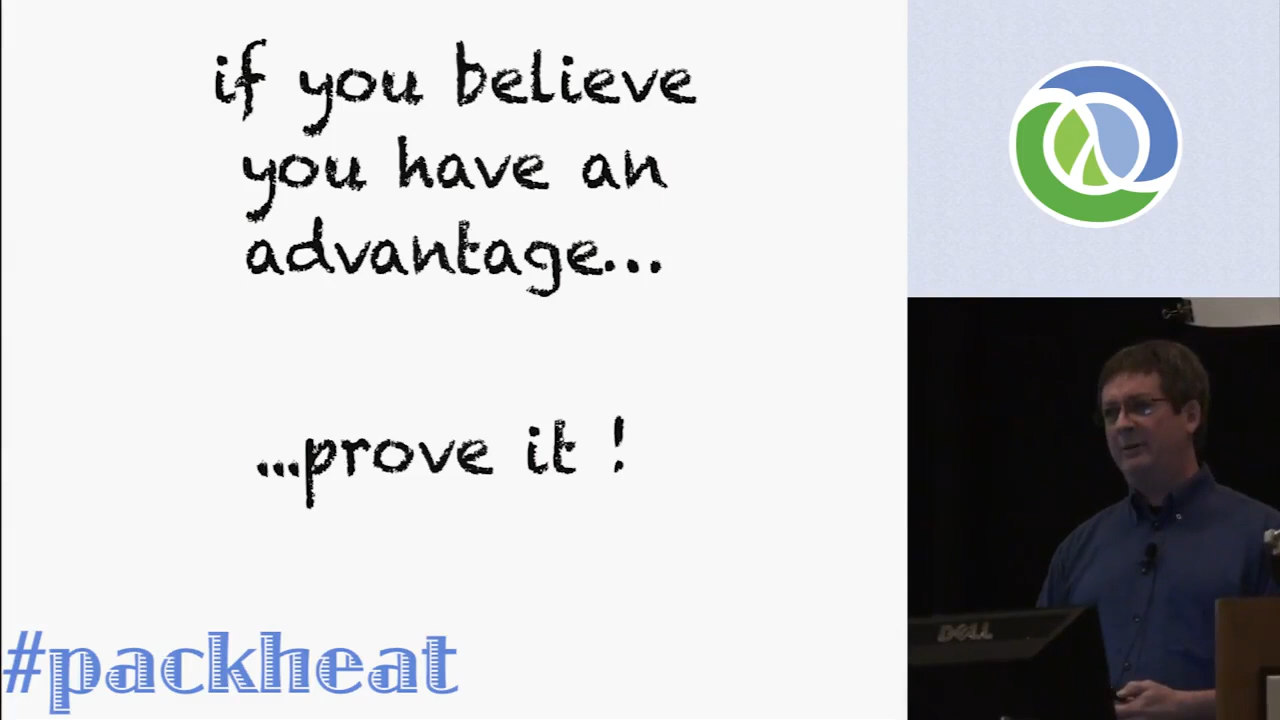 if you believe
you have an
advantage...
...prove it !
#packheat
DELL